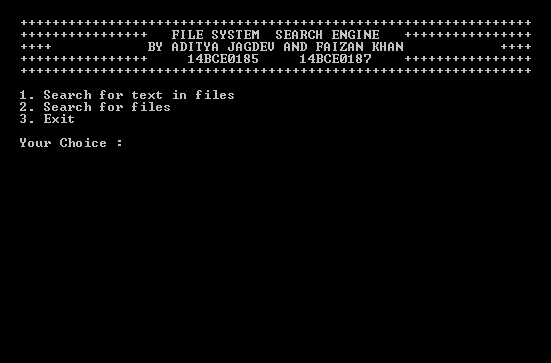 ++++++++++++++++++++++++++++++++++++++++++++++++++++++++++++++++
++++++++++++++++   FILE SYSTEM  SEARCH ENGINE   ++++++++++++++++
++++            BY ADITYA JAGDEV AND FAIZAN KHAN            ++++
++++++++++++++++     14BCE0185     14BCE0187    ++++++++++++++++
++++++++++++++++++++++++++++++++++++++++++++++++++++++++++++++++
1. Search for text in files
2. Search for files
3. Exit
Your Choice :